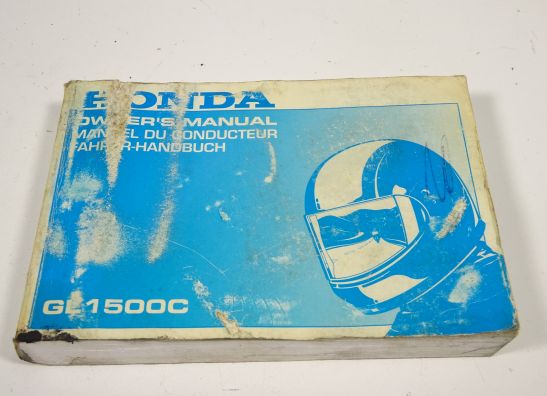 HONDA
OWNER'S MANUAL
MANUEL DU CONDUCTEUR
FAHRER-HANDBUCH
GL1500C